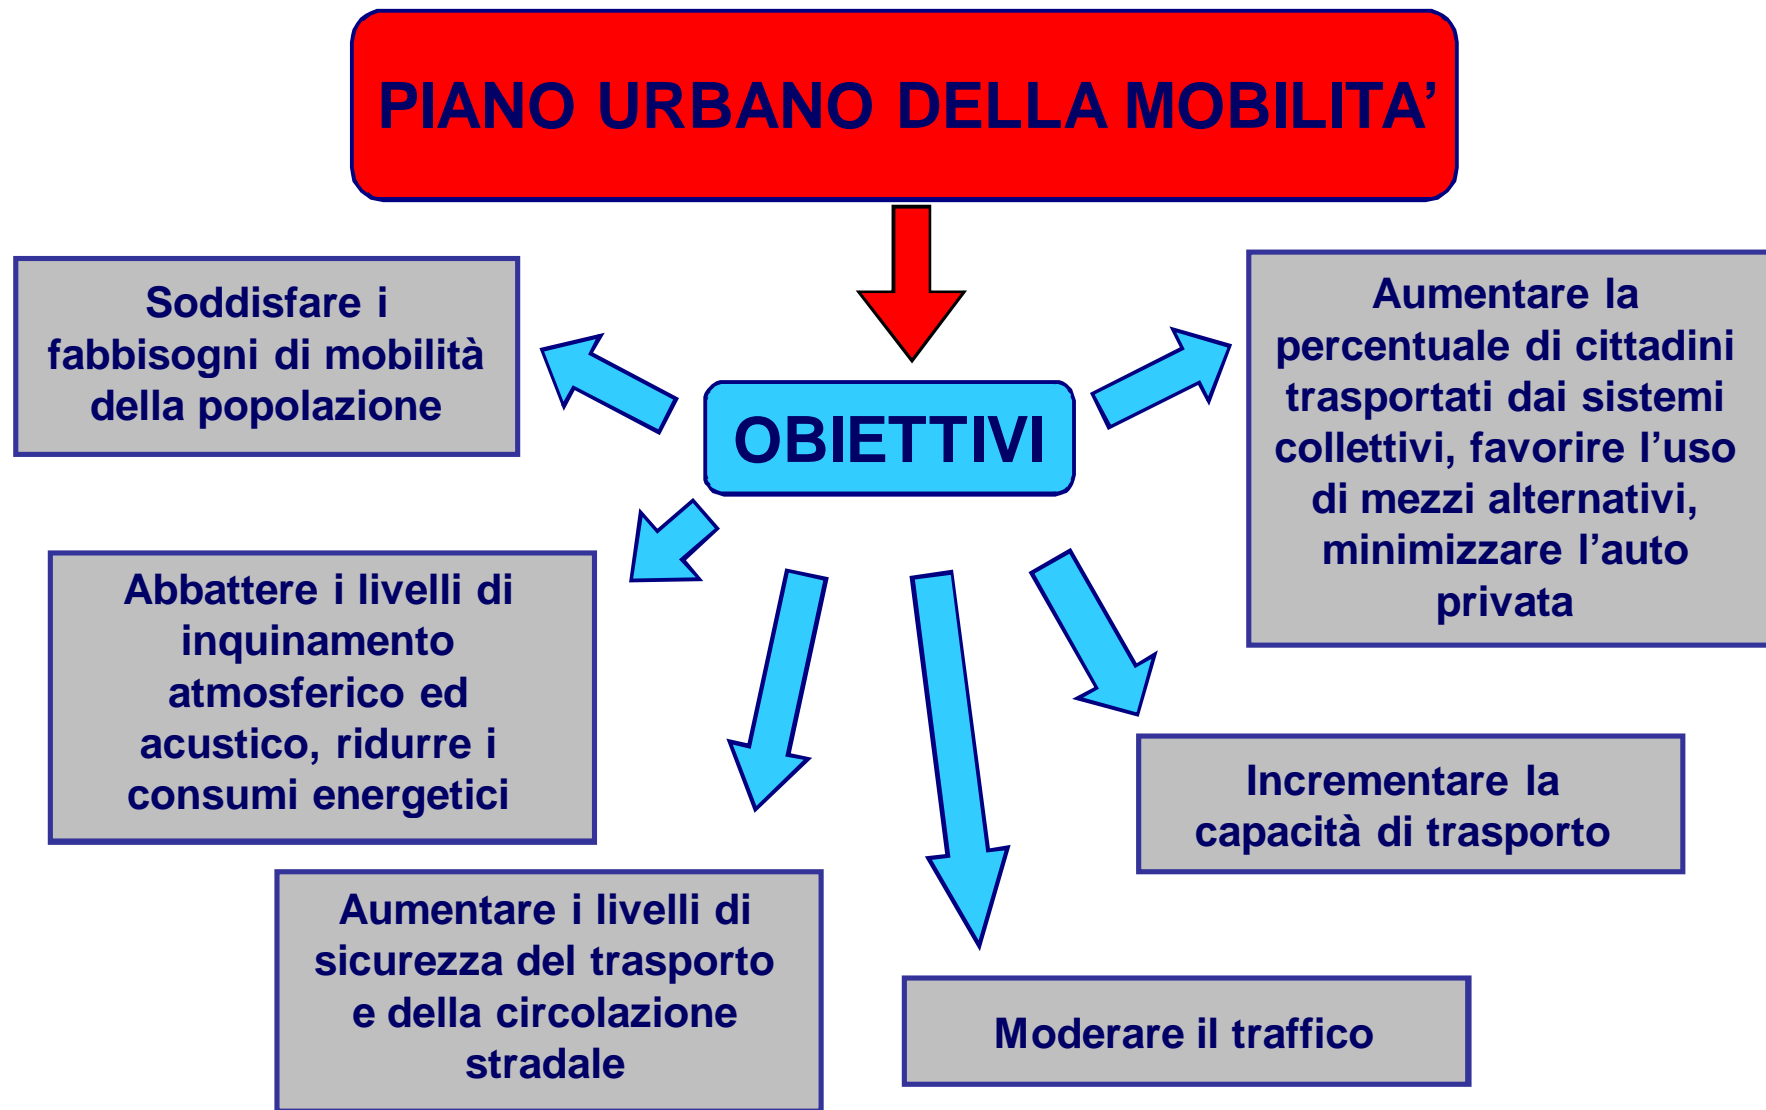 PIANO URBANO DELLA MOBILITA’
Soddisfare i
fabbisogni di mobilità
della popolazione
OBIETTIVI
Aumentare la
percentuale di cittadini
trasportati dai sistemi
collettivi, favorire l’uso
di mezzi alternativi,
minimizzare l’auto
privata
Abbattere i livelli di
inquinamento
atmosferico ed
acustico, ridurre i
consumi energetici
Incrementare la
capacità di trasporto
Aumentare i livelli di
sicurezza del trasporto
e della circolazione
stradale
Moderare il traffico